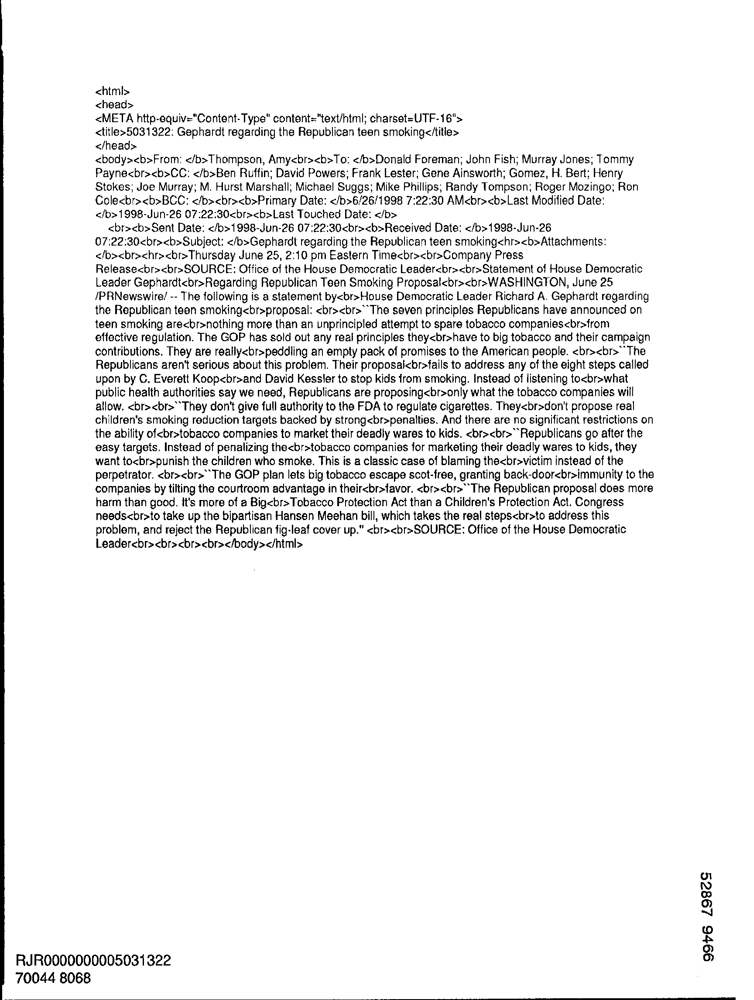 <html>
<head>
<META http-equiv="Content-Type" content="text/html; charset=UTF-16">
<title>5031322: Gephardt regarding the Republican teen smoking</title>
</head>
<body><b>From: </b>Thompson, Amy<br><b>To: </b>Donald Foreman; John Fish; Murray Jones; Tommy
Payne<br><b>CC: </b>Ben Ruffin; David Powers; Frank Lester; Gene Ainsworth; Gomez, H. Bert; Henry
Stokes; Joe Murray; M. Hurst Marshall; Michael Suggs; Mike Phillips; Randy Tompson; Roger Mozingo; Ron
Cole<br><b>BCC: </b><br><b>Primary Date: </b>6/26/1998 7:22:30 AM<br><b>Last Modified Date:
</b>1998-Jun-26 07:22:30<br><b>Last Touched Date: </b>
<br><b>Sent Date: </b>1998-Jun-26 07:22:30<br><b>Received Date: </b>1998-Jun-26
07:22:30<br><b>Subject: </b>Gephardt regarding the Republican teen smoking<hr><b>Attachments:
</b><br><hr><br>Thursday June 25, 2:10 pm Eastern Time<br><br>Company Press
Release<br><br>SOURCE: Office of the House Democratic Leader<br><br>Statement of House Democratic
Leader Gephardt<br>Regarding Republican Teen Smoking Proposal<br><br>WASHINGTON, June 25
/PRNewswire/ -- The following is a statement by<br>House Democratic Leader Richard A. Gephardt regarding
the Republican teen smoking<br>proposal: <br><br>``The seven principles Republicans have announced on
teen smoking are<br>nothing more than an unprincipled attempt to spare tobacco companies<br>from
effective regulation. The GOP has sold out any real principles they<br>have to big tobacco and their campaign
contributions. They are really<br>peddling an empty pack of promises to the American people. <br><br>``The
Republicans aren't serious about this problem. Their proposal<br>fails to address any of the eight steps called
upon by C. Everett Koop<br>and David Kessler to stop kids from smoking. Instead of listening to<br>what
public health authorities say we need, Republicans are proposing<br>only what the tobacco companies will
allow. <br><br>``They don't give full authority to the FDA to regulate cigarettes. They<br>don't propose real
children's smoking reduction targets backed by strong<br>penalties. And there are no significant restrictions on
the ability of<br>tobacco companies to market their deadly wares to kids. <br><br>``Republicans go after the
easy targets. Instead of penalizing the<br>tobacco companies for marketing their deadly wares to kids, they
want to<br>punish the children who smoke. This is a classic case of blaming the<br>victim instead of the
perpetrator. <br><br>``The GOP plan lets big tobacco escape scot-free, granting back-door<br>immunity to the
companies by tilting the courtroom advantage in their<br>favor. <br><br>``The Republican proposal does more
harm than good. It's more of a Big<br>Tobacco Protection Act than a Children's Protection Act. Congress
needs<br>to take up the bipartisan Hansen Meehan bill, which takes the real steps<br>to address this
problem, and reject the Republican fig-leaf cover up.'' <br><br>SOURCE: Office of the House Democratic
Leader<br><br><br><br></body></html>
52867 9466
RJR0000000005031322
70044 8068